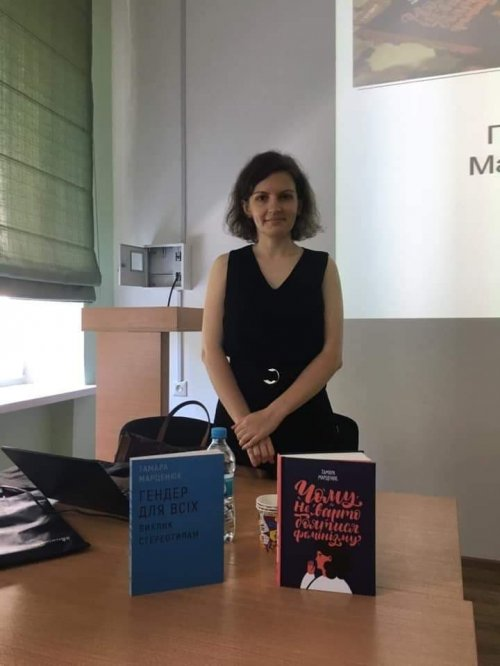 П
Ма
ТАМАРА
МАРЦЕНЮК
ГЕНДЕР
ДЛЯ ВСІХ
ВИКЛИК
СТЕРЕОТИПАМ
ТАМАРА
МАРЦЕНЮК
Чому
не варто
боятися
фемінізму?